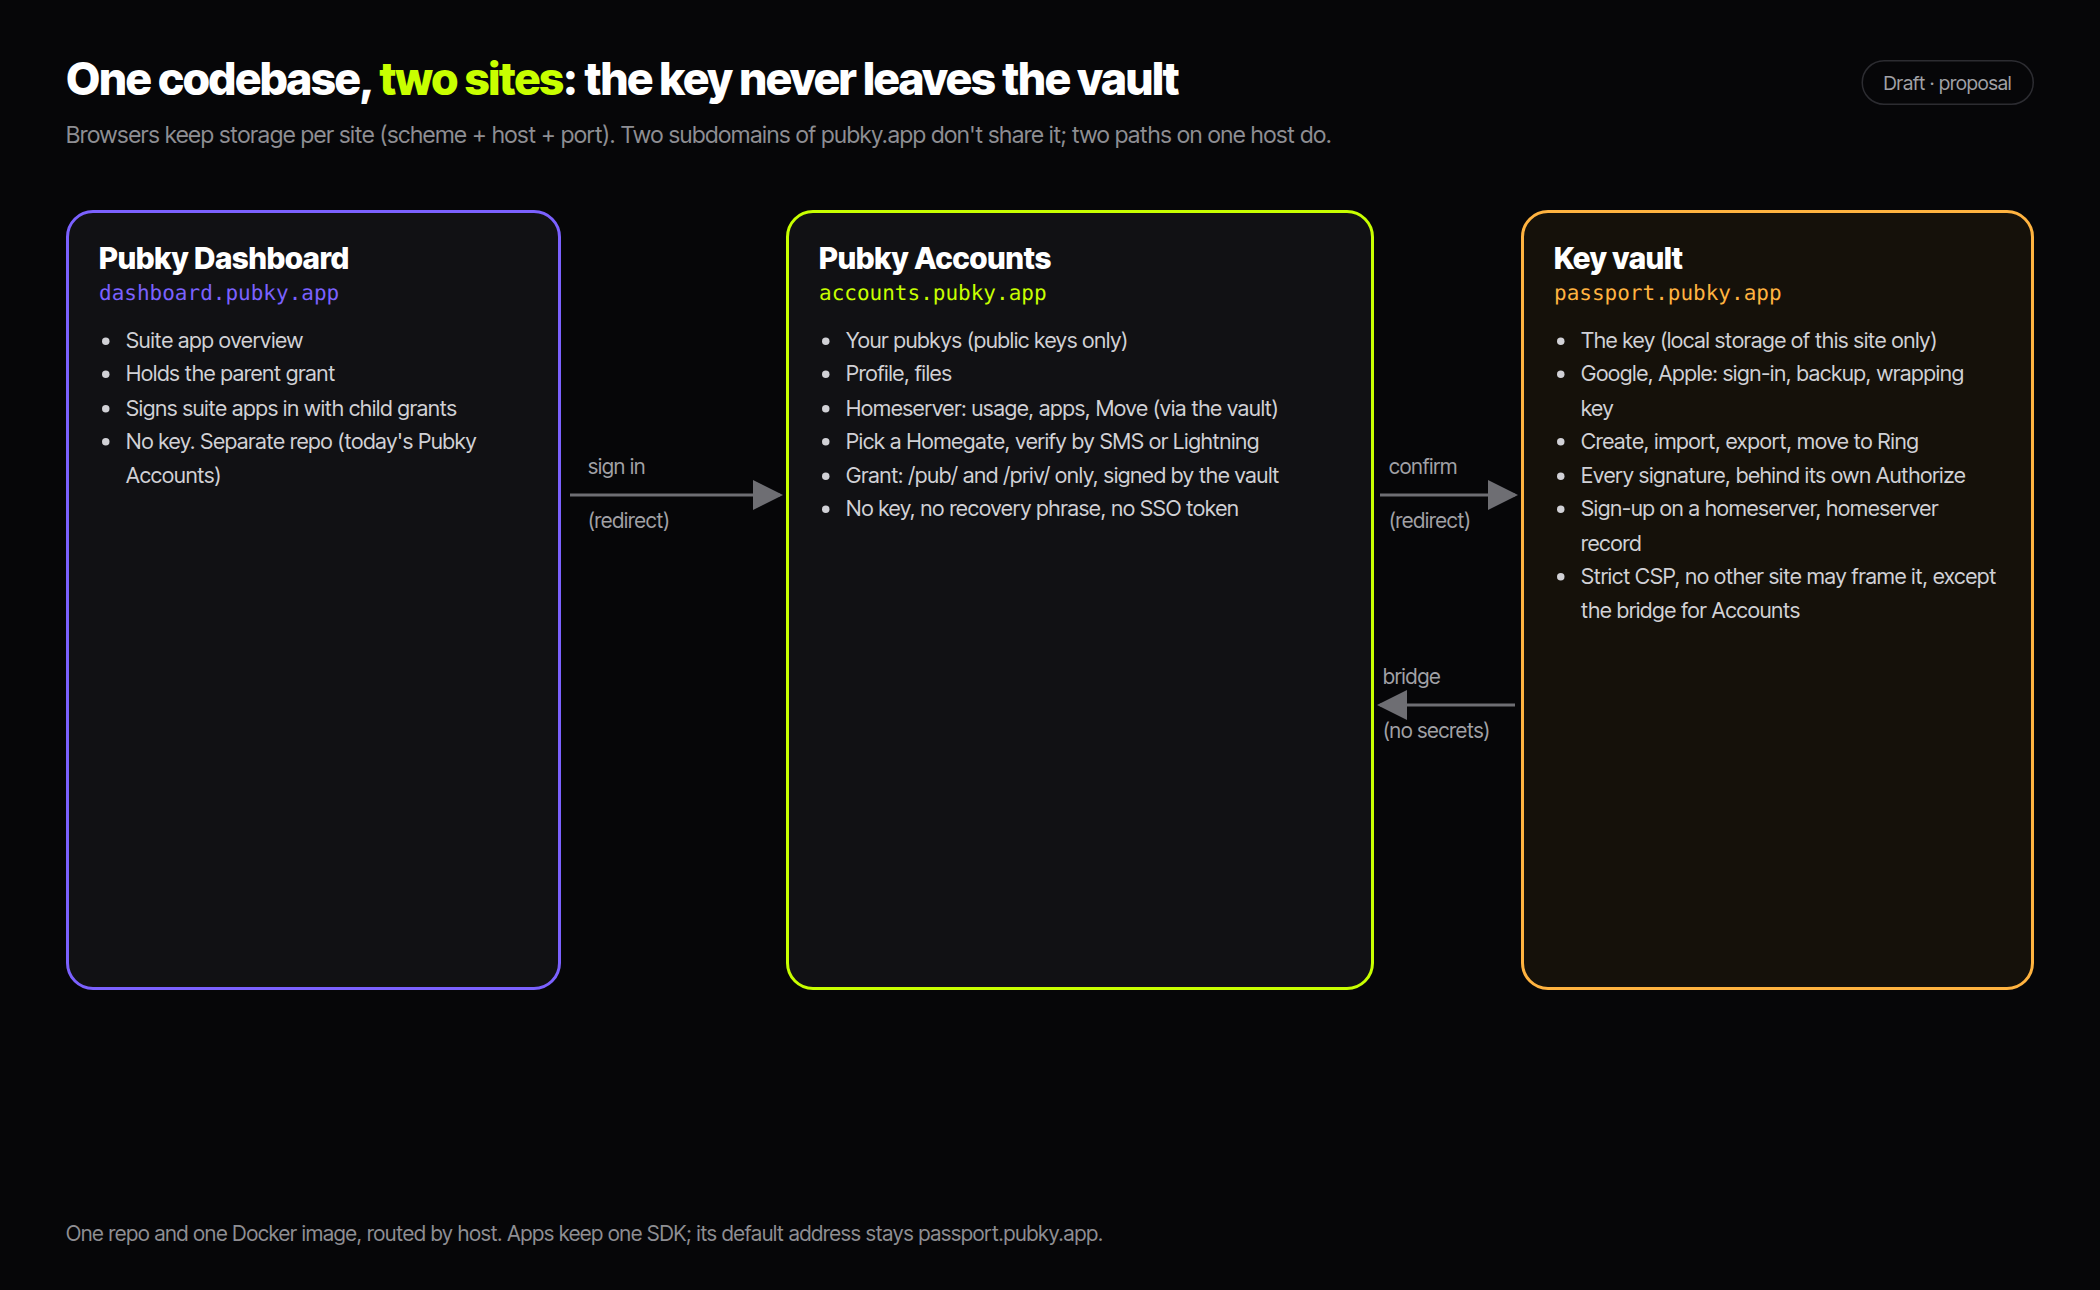 One codebase, two sites: the key never leaves the vault
Draft · proposal
Browsers keep storage per site (scheme + host + port). Two subdomains of pubky.app don't share it; two paths on one host do.
Pubky Dashboard
dashboard.pubky.app
• Suite app overview
• Holds the parent grant
• Signs suite apps in with child grants
• No key. Separate repo (today's Pubky
Accounts)
sign in
(redirect)
Pubky Accounts
accounts.pubky.app
• Your pubkys (public keys only)
• Profile, files
• Homeserver: usage, apps, Move (via the vault)
• Pick a Homegate, verify by SMS or Lightning
• Grant: /pub/ and /priv/ only, signed by the vault
• No key, no recovery phrase, no SSO token
confirm
(redirect)
bridge
(no secrets)
Key vault
passport.pubky.app
• The key (local storage of this site only)
• Google, Apple: sign-in, backup, wrapping
key
• Create, import, export, move to Ring
• Every signature, behind its own Authorize
• Sign-up on a homeserver, homeserver
record
• Strict CSP, no other site may frame it, except
the bridge for Accounts
One repo and one Docker image, routed by host. Apps keep one SDK; its default address stays passport.pubky.app.